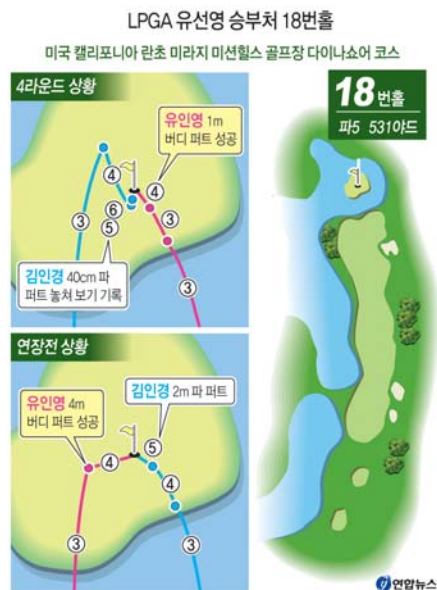 LPGA 유선영 승부처 18번홀
미국 캘리포니아 란초 미라지 미션힐스 골프장 다이나쇼어 코스
4라운드 상황
유인영 1m
버디 퍼트 성공
④
④
③
⑥
③
⑤
김인경 40cm 파
퍼트 놓쳐 보기 기록
③
18번홀
파5 531야드
연장전 상황
유인영 4m
버디 퍼트 성공
김인경 2m 파 퍼트
④
⑤
④
③
③
연합뉴스